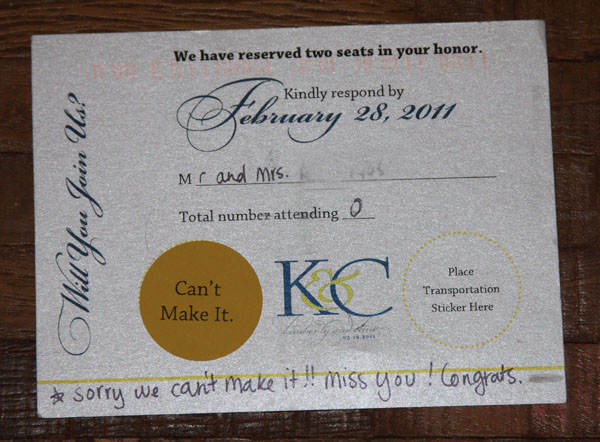 We have reserved two seats in your honor.
Kindly respond by
February 28, 2011
Will You Join Us?
Mr and Mrs.
Total number attending 0
Can't
Make It.
K&C
Place
Transportation
Sticker Here
* sorry we can't make it!! miss you! Congrats.